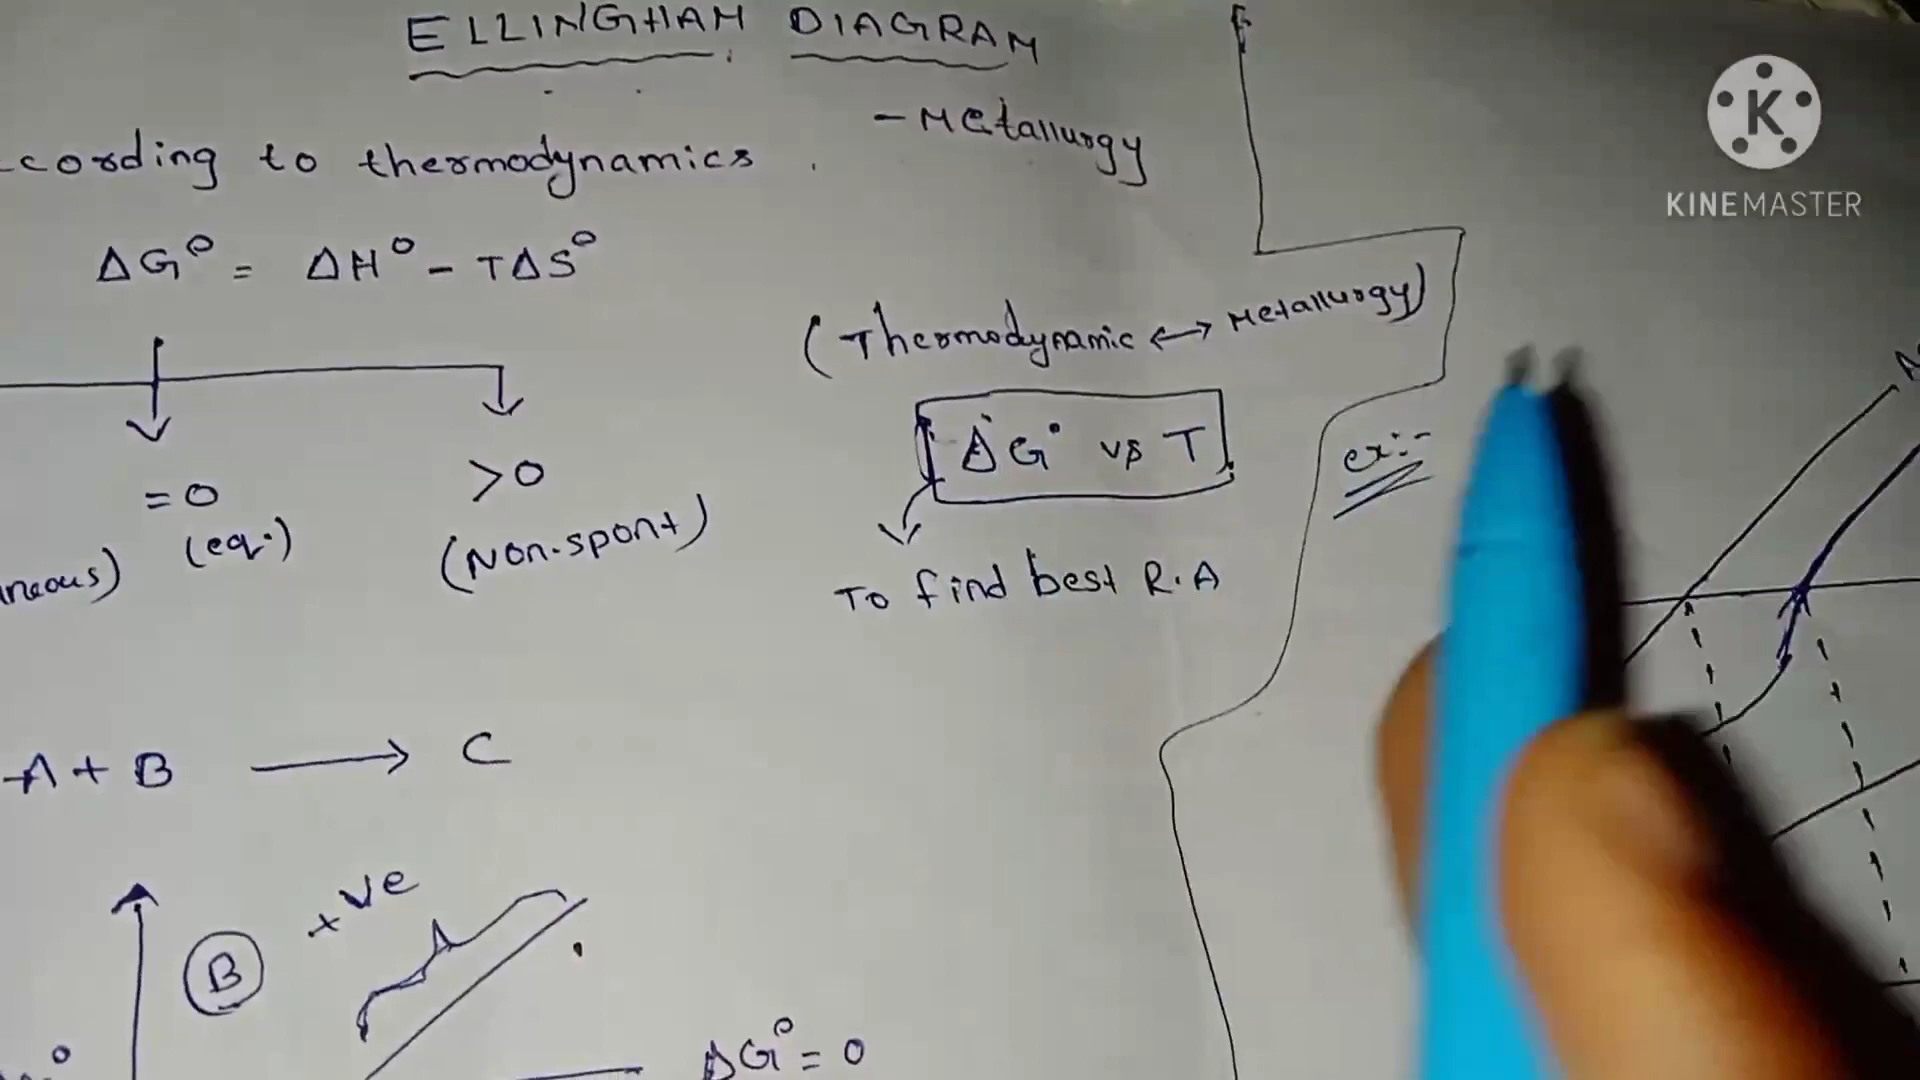 ELLINGHAM DIAGRAM
- Metallurgy
cording to thermodynamics .
ΔG° = ΔH° - TΔS°
(Thermodynamic <-> Metallurgy)
= 0
(eq.)
> 0
(Non-spont)
neous)
ΔG° vs T
To find best R.A
ex:-
A + B → C
B
+ve
ΔG° = 0
KINEMASTER
K